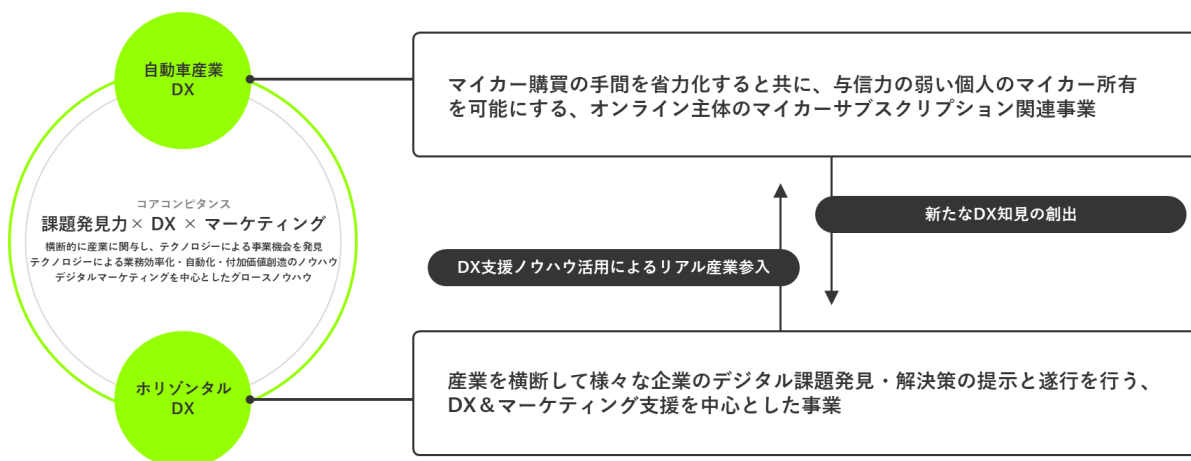 自動車産業
DX
マイカー購買の手間を省力化すると共に、与信力の弱い個人のマイカー所有
を可能にする、オンライン主体のマイカーサブスクリプション関連事業
コアコンピタンス
課題発見力× DX × マーケティング
横断的に産業に関与し、テクノロジーによる事業機会を発見
テクノロジーによる業務効率化・自動化・付加価値創造のノウハウ
デジタルマーケティングを中心としたグロースノウハウ
新たなDX知見の創出
DX支援ノウハウ活用によるリアル産業参入
ホリゾンタル
DX
産業を横断して様々な企業のデジタル課題発見・解決策の提示と遂行を行う、
DX&マーケティング支援を中心とした事業